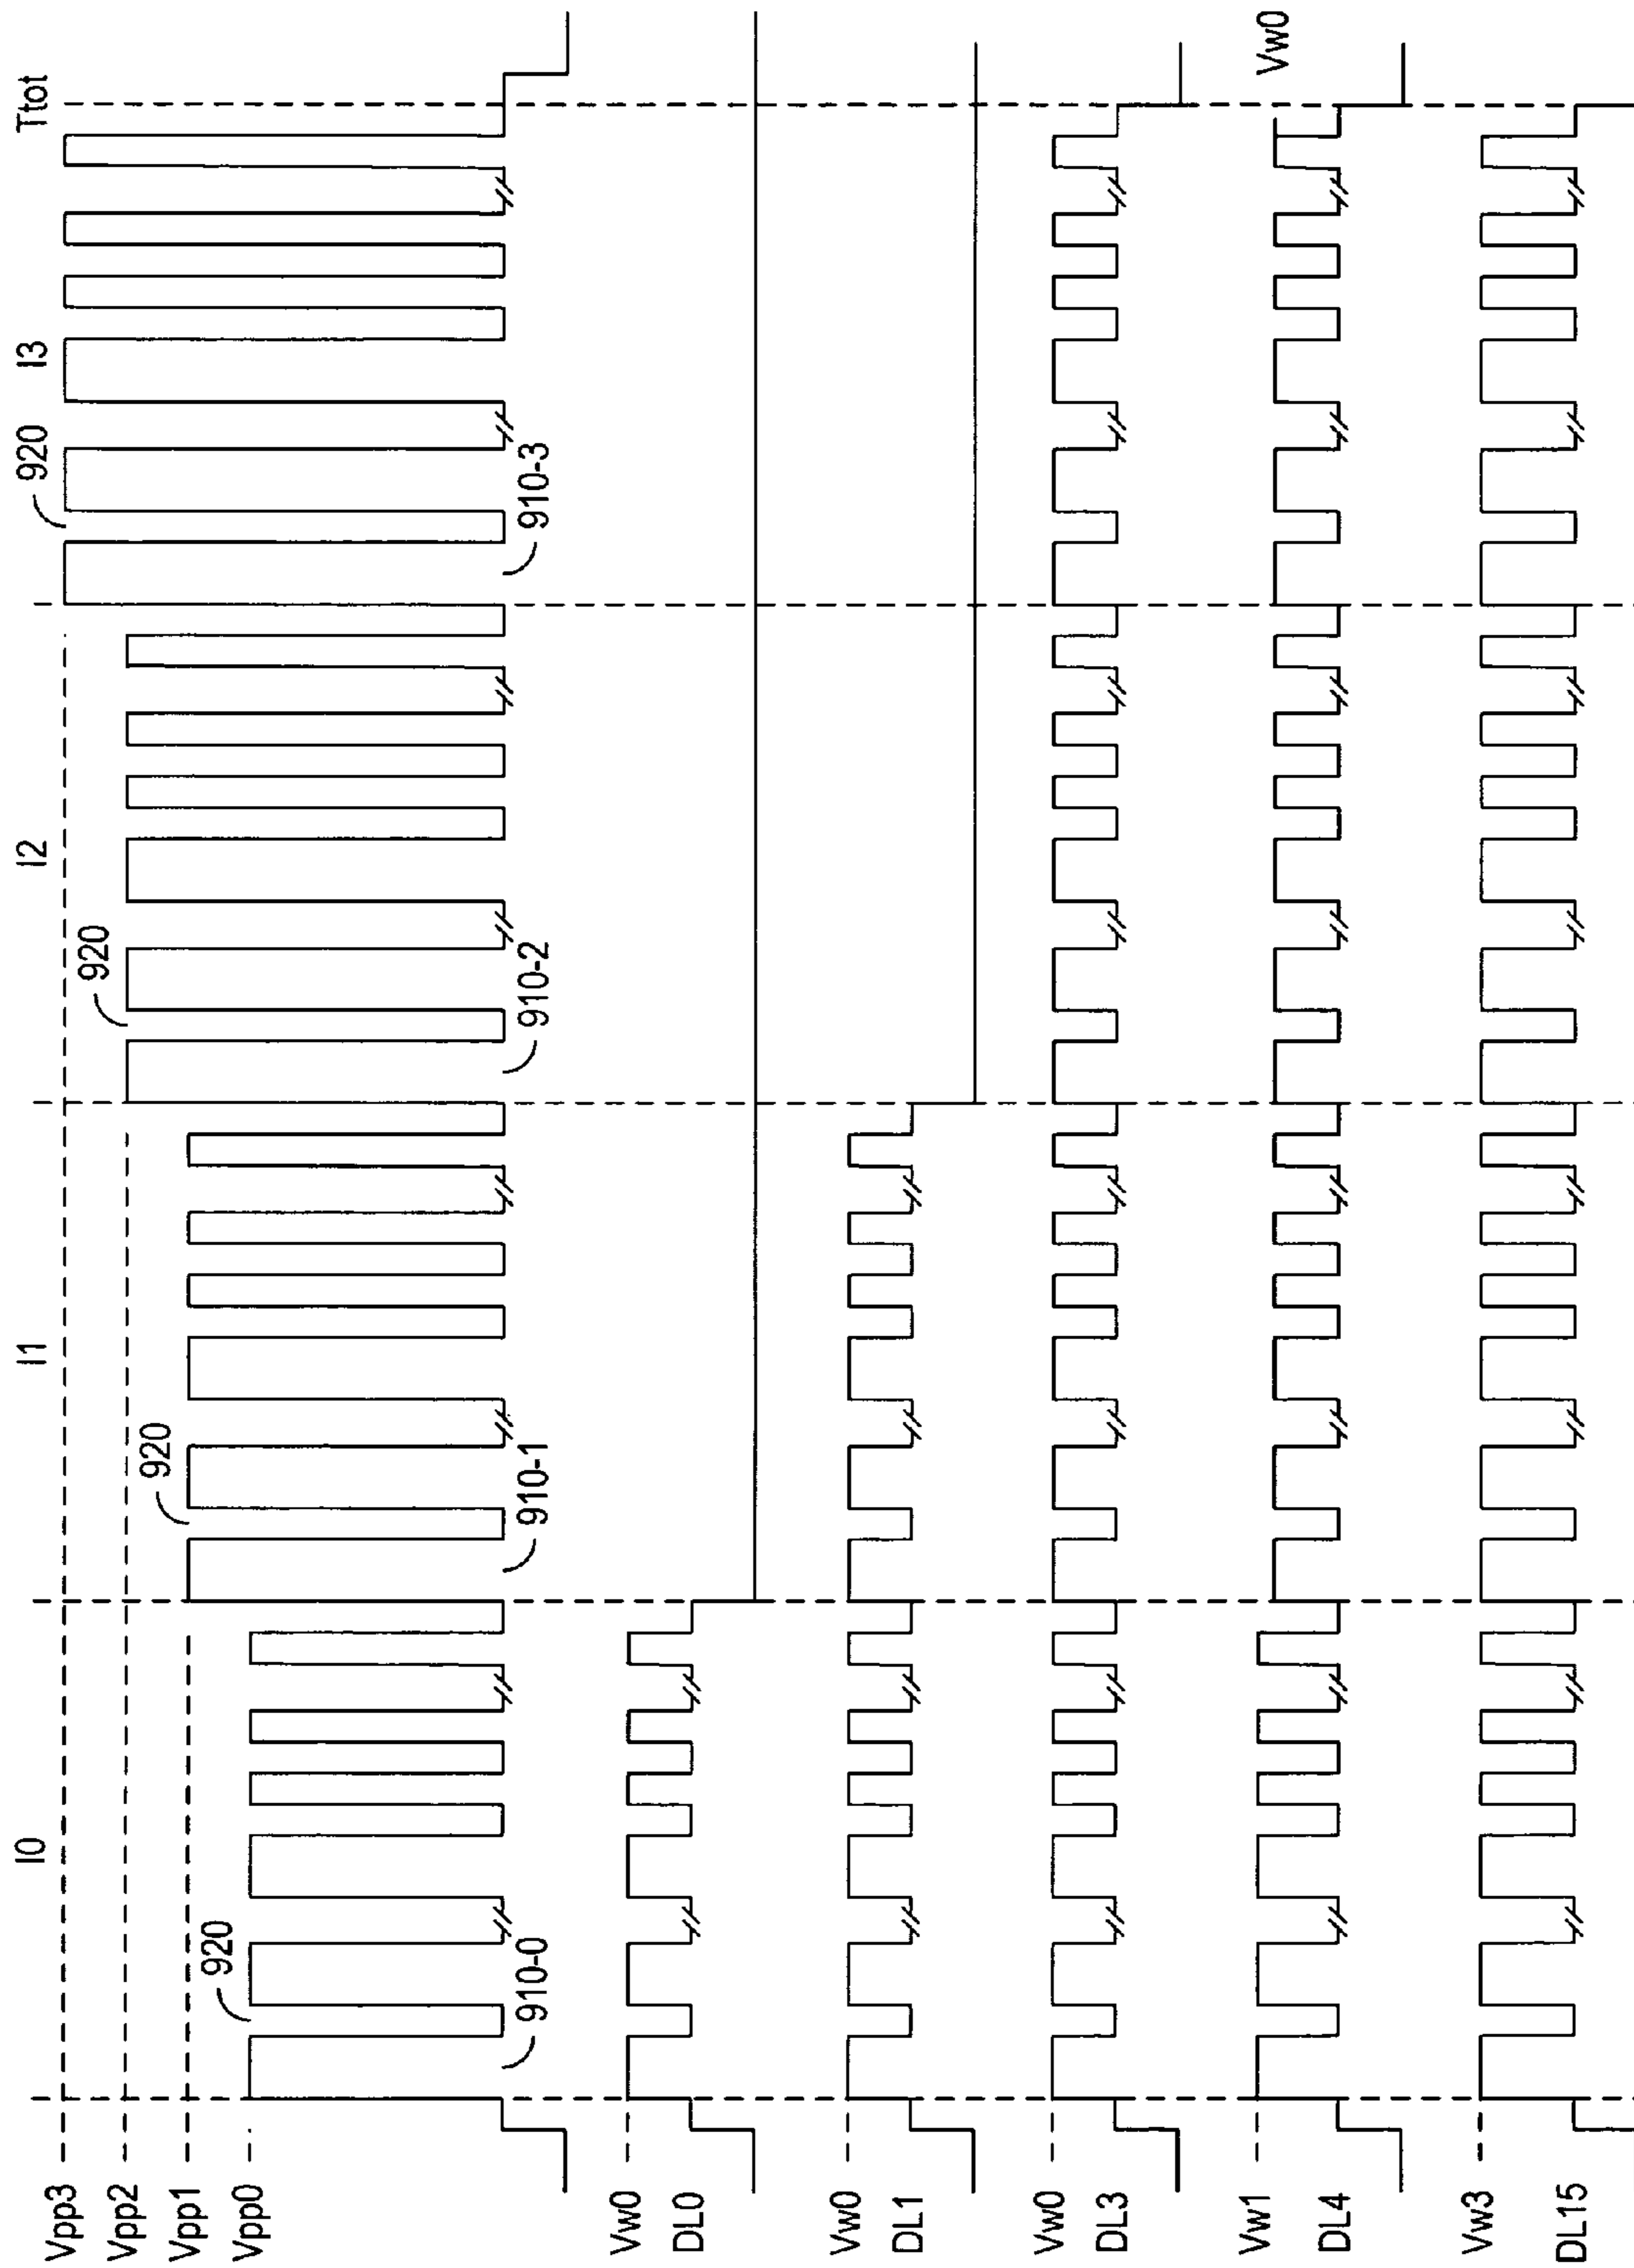 I0 I1 I2 I3 Ttot
Vpp3
Vpp2
Vpp1
Vpp0
920 920 920 920
910-0 910-1 910-2 910-3
Vw0
DL0
Vw0
DL1
Vw0
DL3
Vw1 Vw0
DL4
Vw3
DL15